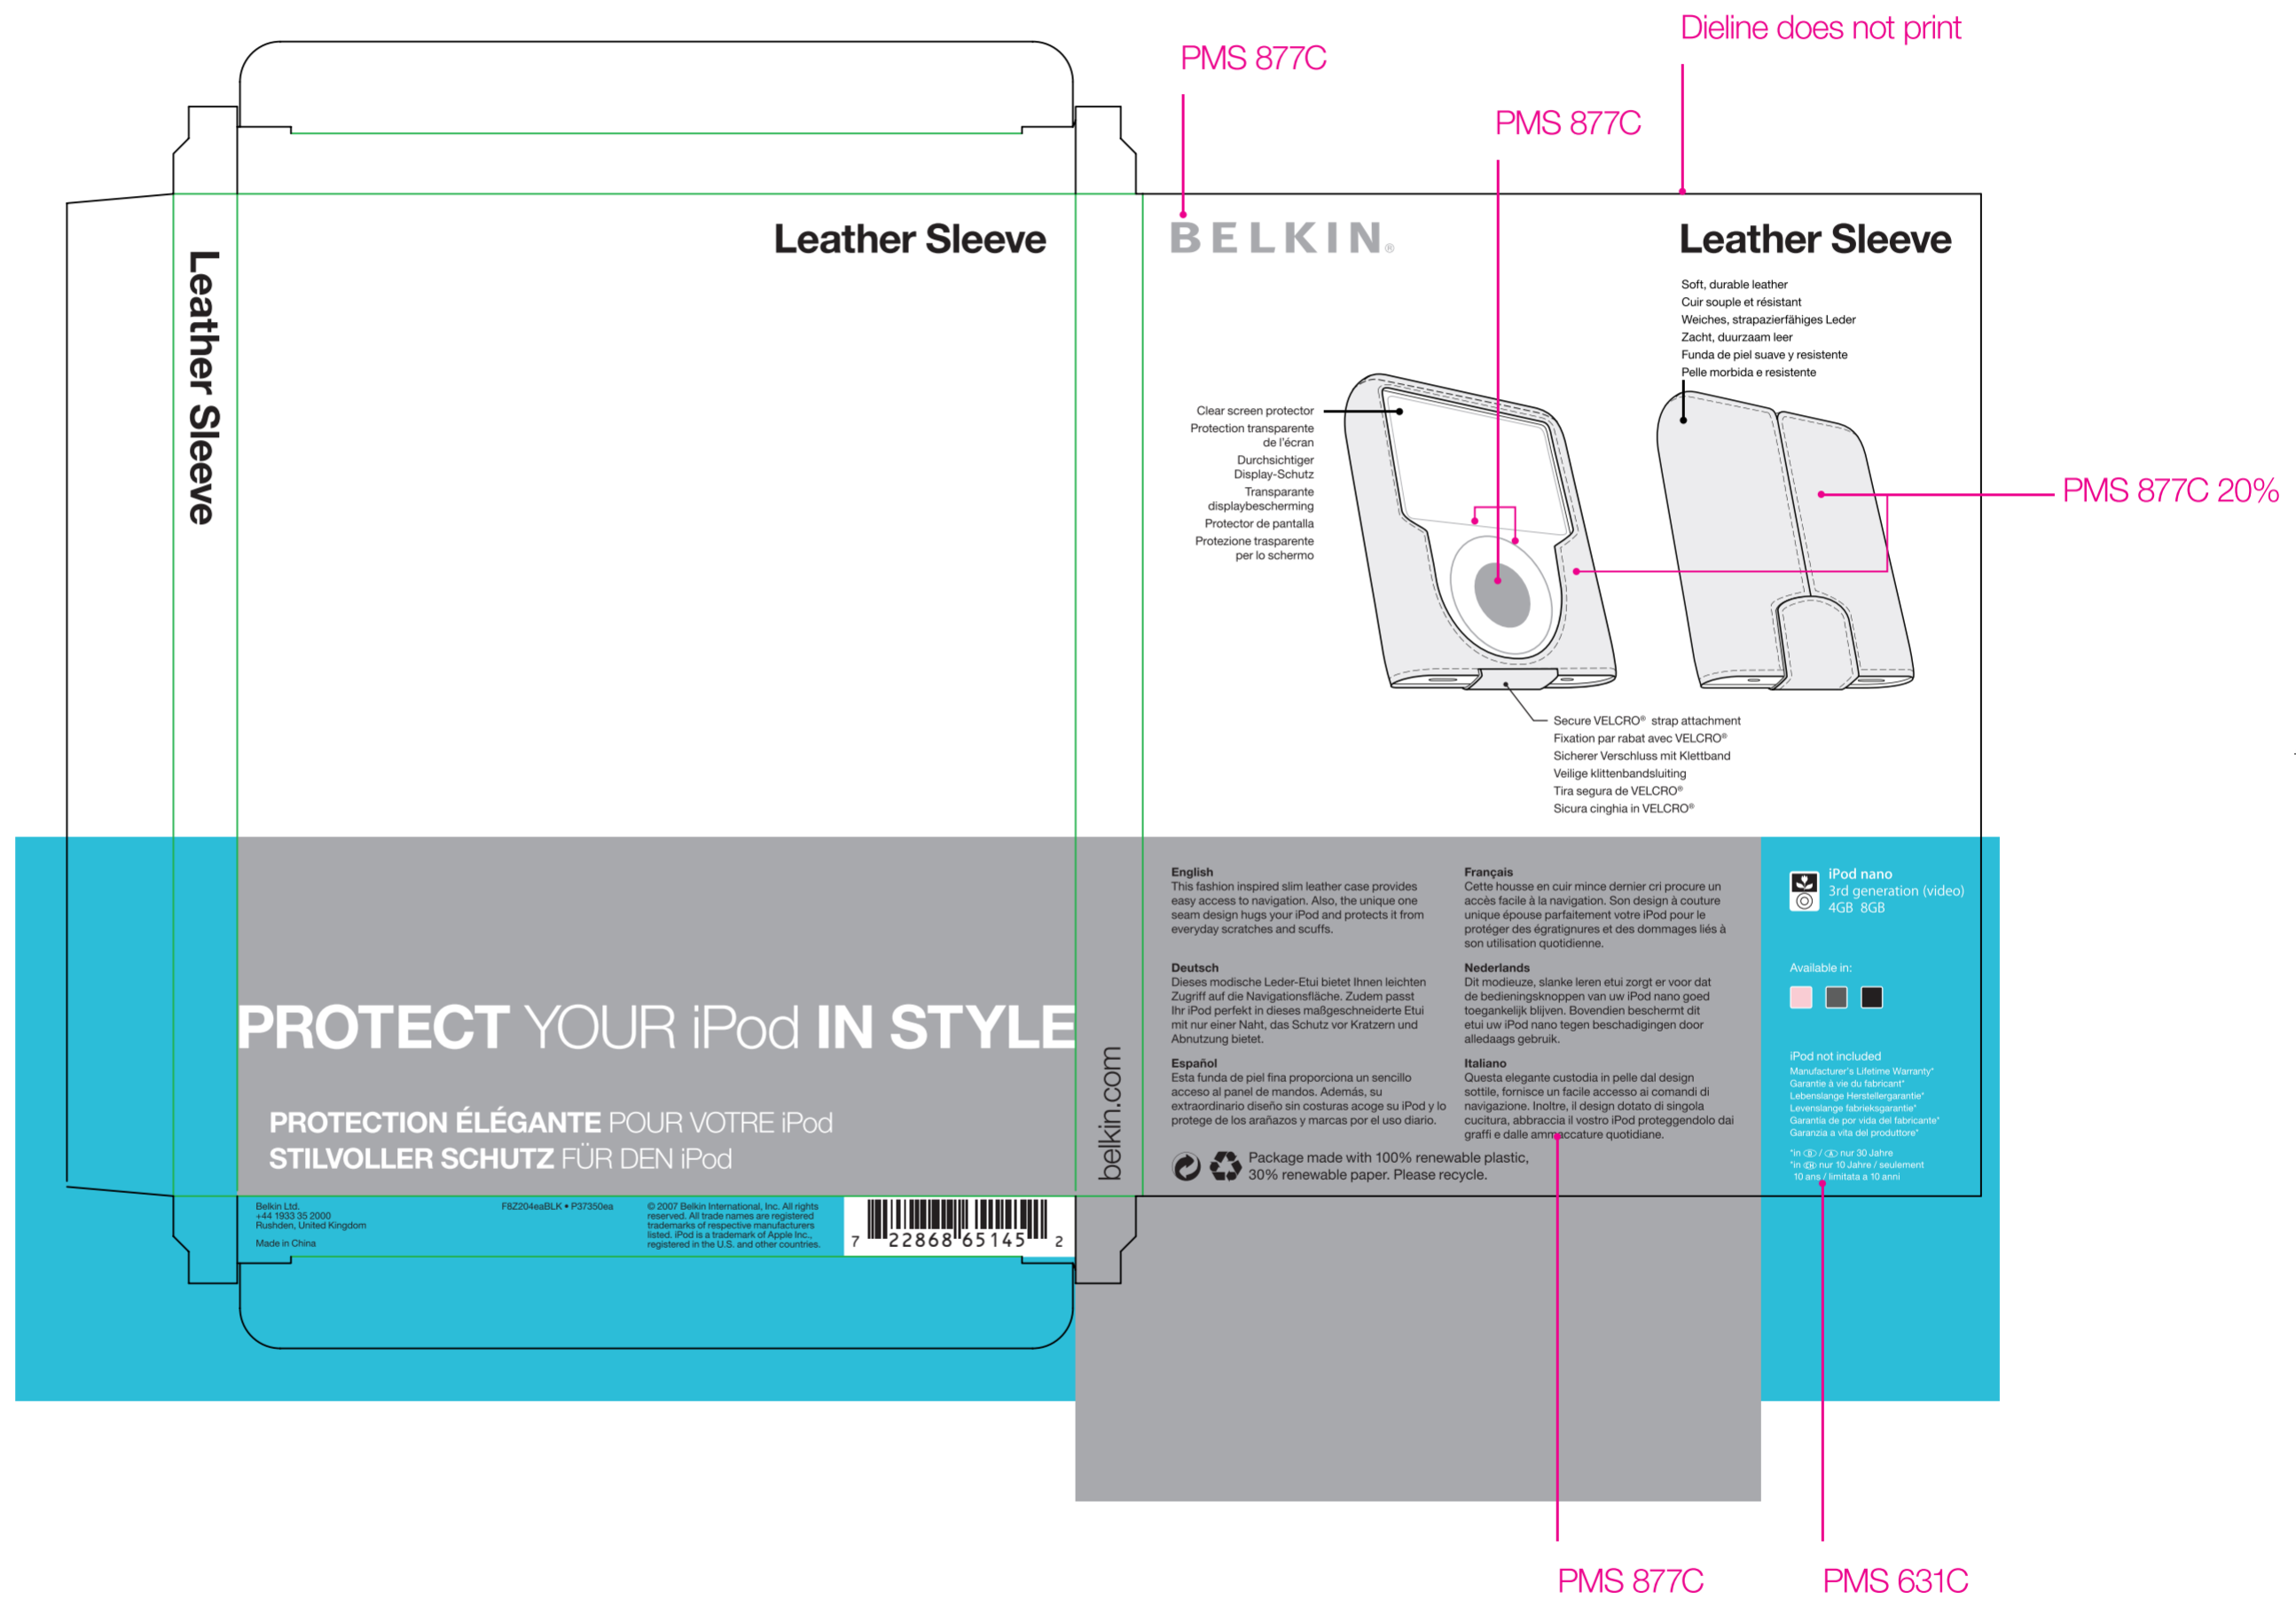 Dieline does not print
PMS 877C
PMS 877C
PMS 877C 20%
Leather Sleeve
Leather Sleeve
BELKIN®
Leather Sleeve
Soft, durable leather
Cuir souple et résistant
Weiches, strapazierfähiges Leder
Zacht, duurzaam leer
Funda de piel suave y resistente
Pelle morbida e resistente
Clear screen protector
Protection transparente
de l'écran
Durchsichtiger
Display-Schutz
Transparante
displaybescherming
Protector de pantalla
Protezione trasparente
per lo schermo
Secure VELCRO® strap attachment
Fixation par rabat avec VELCRO®
Sicherer Verschluss mit Klettband
Veilige klittenbandsluiting
Tira segura de VELCRO®
Sicura cinghia in VELCRO®
PROTECT YOUR iPod IN STYLE
PROTECTION ÉLÉGANTE POUR VOTRE iPod
STILVOLLER SCHUTZ FÜR DEN iPod
belkin.com
English
This fashion inspired slim leather case provides
easy access to navigation. Also, the unique one
seam design hugs your iPod and protects it from
everyday scratches and scuffs.
Deutsch
Dieses modische Leder-Etui bietet Ihnen leichten
Zugriff auf die Navigationsfläche. Zudem passt
Ihr iPod perfekt in dieses maßgeschneiderte Etui
mit nur einer Naht, das Schutz vor Kratzern und
Abnutzung bietet.
Español
Esta funda de piel fina proporciona un sencillo
acceso al panel de mandos. Además, su
extraordinario diseño sin costuras acoge su iPod y lo
protege de los arañazos y marcas por el uso diario.
Français
Cette housse en cuir mince dernier cri procure un
accès facile à la navigation. Son design à couture
unique épouse parfaitement votre iPod pour le
protéger des égratignures et des dommages liés à
son utilisation quotidienne.
Nederlands
Dit modieuze, slanke leren etui zorgt er voor dat
de bedieningsknoppen van uw iPod nano goed
toegankelijk blijven. Bovendien beschermt dit
etui uw iPod nano tegen beschadigingen door
alledaags gebruik.
Italiano
Questa elegante custodia in pelle dal design
sottile, fornisce un facile accesso ai comandi di
navigazione. Inoltre, il design dotato di singola
cucitura, abbraccia il vostro iPod proteggendolo dai
graffi e dalle ammaccature quotidiane.
Package made with 100% renewable plastic,
30% renewable paper. Please recycle.
iPod nano
3rd generation (video)
4GB 8GB
Available in:
iPod not included
Manufacturer's Lifetime Warranty*
Garantie à vie du fabricant*
Lebenslange Herstellergarantie*
Levenslange fabrieksgarantie*
Garantia de por vida del fabricante*
Garanzia a vita del produttore*
*in D / A nur 30 Jahre
*in CH nur 10 Jahre / seulement
10 ans / limitata a 10 anni
Belkin Ltd.
+44 1933 35 2000
Rushden, United Kingdom
Made in China
F8Z204eaBLK • P37350ea
© 2007 Belkin International, Inc. All rights
reserved. All trade names are registered
trademarks of respective manufacturers
listed. iPod is a trademark of Apple Inc.,
registered in the U.S. and other countries.
7 22868 65145 2
PMS 877C
PMS 631C